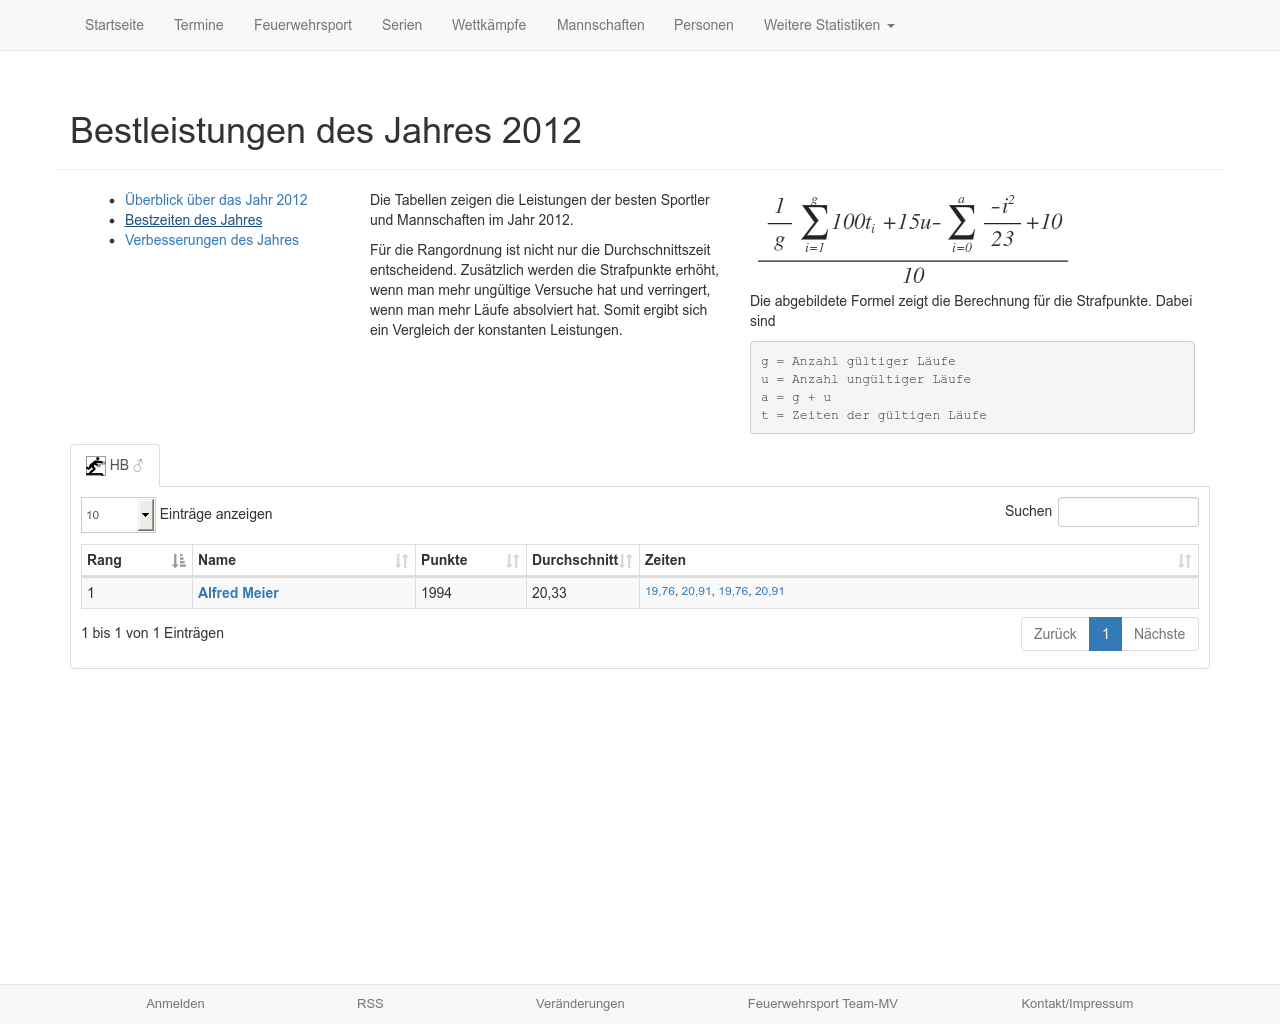 Startseite Termine Feuerwehrsport Serien Wettkämpfe Mannschaften Personen Weitere Statistiken
Bestleistungen des Jahres 2012
Überblick über das Jahr 2012
Bestzeiten des Jahres
Verbesserungen des Jahres
Die Tabellen zeigen die Leistungen der besten Sportler
und Mannschaften im Jahr 2012.
Für die Rangordnung ist nicht nur die Durchschnittszeit
entscheidend. Zusätzlich werden die Strafpunkte erhöht,
wenn man mehr ungültige Versuche hat und verringert,
wenn man mehr Läufe absolviert hat. Somit ergibt sich
ein Vergleich der konstanten Leistungen.
1 g a -i²
g ∑ 100tᵢ +15u- ∑ 23 +10
i=1 i=0
10
Die abgebildete Formel zeigt die Berechnung für die Strafpunkte. Dabei
sind
g = Anzahl gültiger Läufe
u = Anzahl ungültiger Läufe
a = g + u
t = Zeiten der gültigen Läufe
HB ♂
10 Einträge anzeigen Suchen
Rang Name Punkte Durchschnitt Zeiten
1 Alfred Meier 1994 20,33 19,76, 20,91, 19,76, 20,91
1 bis 1 von 1 Einträgen Zurück 1 Nächste
Anmelden RSS Veränderungen Feuerwehrsport Team-MV Kontakt/Impressum